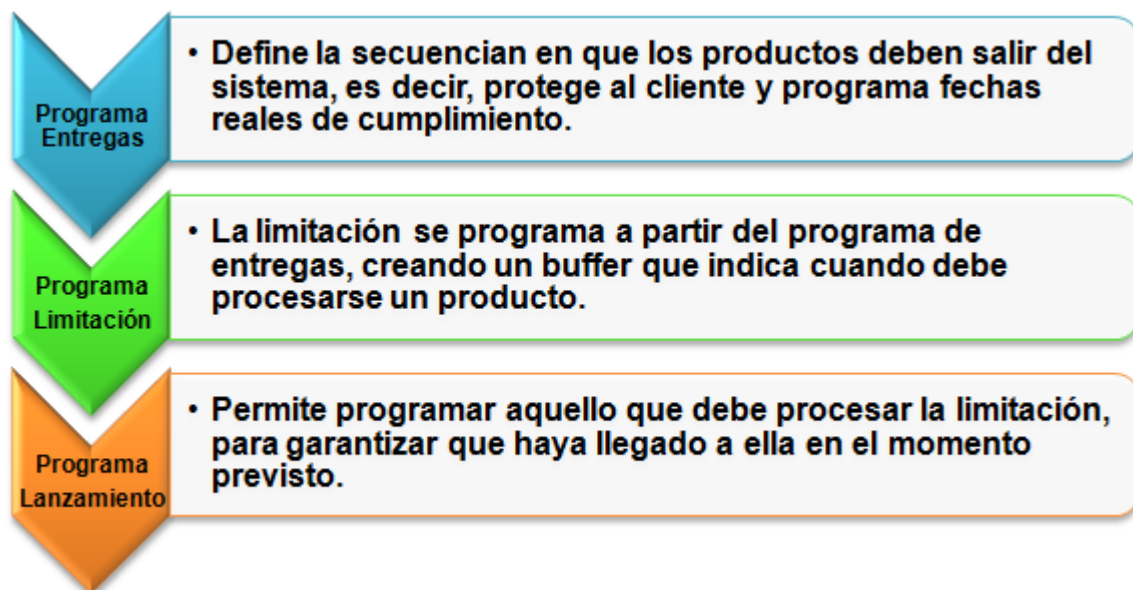 Programa
Entregas
• Define la secuencian en que los productos deben salir del
sistema, es decir, protege al cliente y programa fechas
reales de cumplimiento.
Programa
Limitación
• La limitación se programa a partir del programa de
entregas, creando un buffer que indica cuando debe
procesarse un producto.
Programa
Lanzamiento
• Permite programar aquello que debe procesar la limitación,
para garantizar que haya llegado a ella en el momento
previsto.